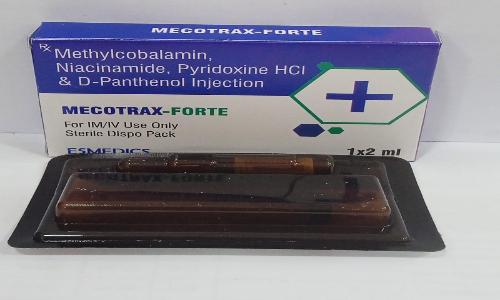 MECOTRAX-FORTE
Rx
Methylcobalamin,
Niacinamide, Pyridoxine HCl
& D-Panthenol Injection
MECOTRAX-FORTE
For IM/IV Use Only
Sterile Dispo Pack
ESMEDICS
1x2 ml